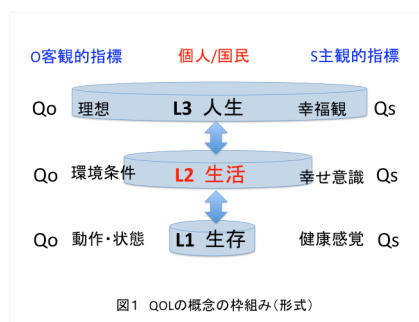 O客観的指標 個人/国民 S主観的指標
Qo 理想 L3 人生 幸福観 Qs
Qo 環境条件 L2 生活 幸せ意識 Qs
Qo 動作・状態 L1 生存 健康感覚 Qs
図1 QOLの概念の枠組み(形式)